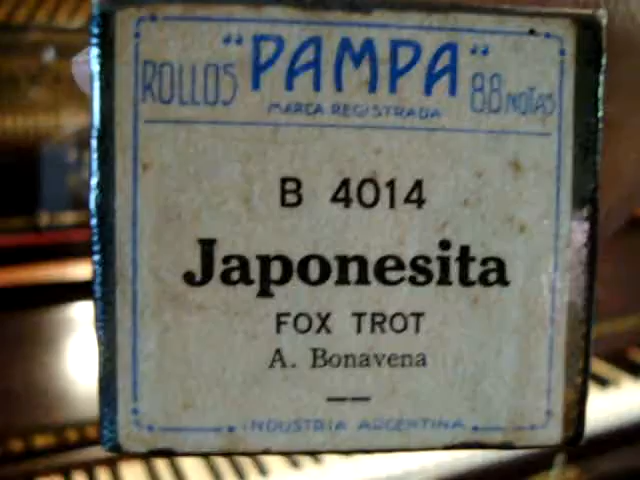 ROLLOS "PAMPA" 88 NOTAS
MARCA REGISTRADA
B 4014
Japonesita
FOX TROT
A. Bonavena
INDUSTRIA ARGENTINA